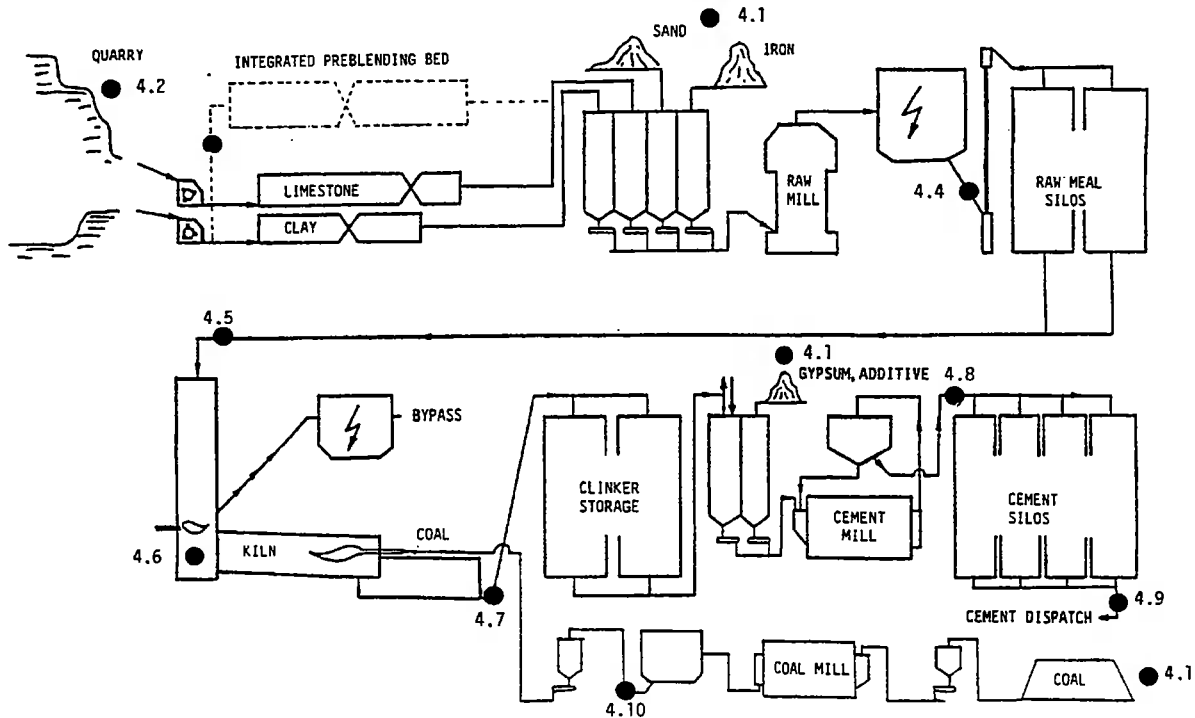 4.1
SAND
IRON
QUARRY
4.2
INTEGRATED PREBLENDING BED
LIMESTONE
CLAY
RAW
MILL
4.4
RAW MEAL
SILOS
4.5
4.1
GYPSUM, ADDITIVE
4.8
BYPASS
CLINKER
STORAGE
CEMENT
MILL
CEMENT
SILOS
COAL
KILN
4.6
4.7
4.9
CEMENT DISPATCH
COAL MILL
COAL
4.1
4.10